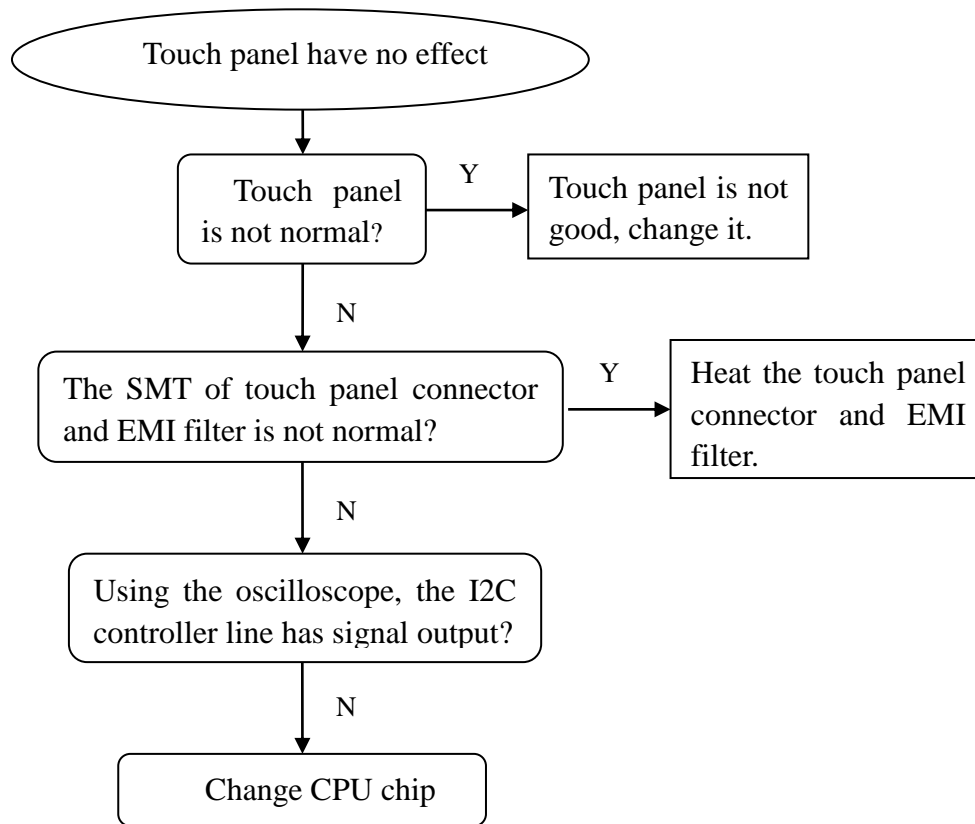 Touch panel have no effect
Touch panel
is not normal?
Y
Touch panel is not
good, change it.
N
The SMT of touch panel connector
and EMI filter is not normal?
Y
Heat the touch panel
connector and EMI
filter.
N
Using the oscilloscope, the I2C
controller line has signal output?
N
Change CPU chip